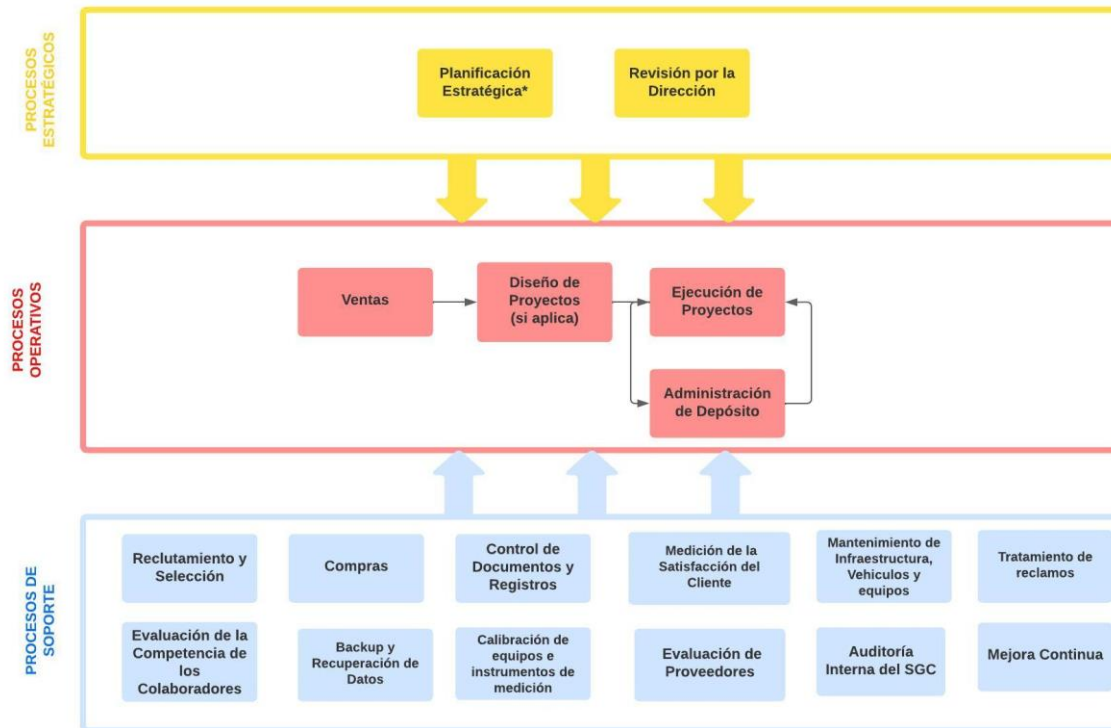 PROCESOS
ESTRATÉGICOS
Planificación
Estratégica*
Revisión por la
Dirección
PROCESOS
OPERATIVOS
Ventas
Diseño de
Proyectos
(si aplica)
Ejecución de
Proyectos
Administración
de Depósito
PROCESOS DE
SOPORTE
Reclutamiento y
Selección
Compras
Control de
Documentos y
Registros
Medición de la
Satisfacción del
Cliente
Mantenimiento de
Infraestructura,
Vehiculos y
equipos
Tratamiento de
reclamos
Evaluación de la
Competencia de
los
Colaboradores
Backup y
Recuperación de
Datos
Calibración de
equipos e
instrumentos de
medición
Evaluación de
Proveedores
Auditoría
Interna del SGC
Mejora Continua